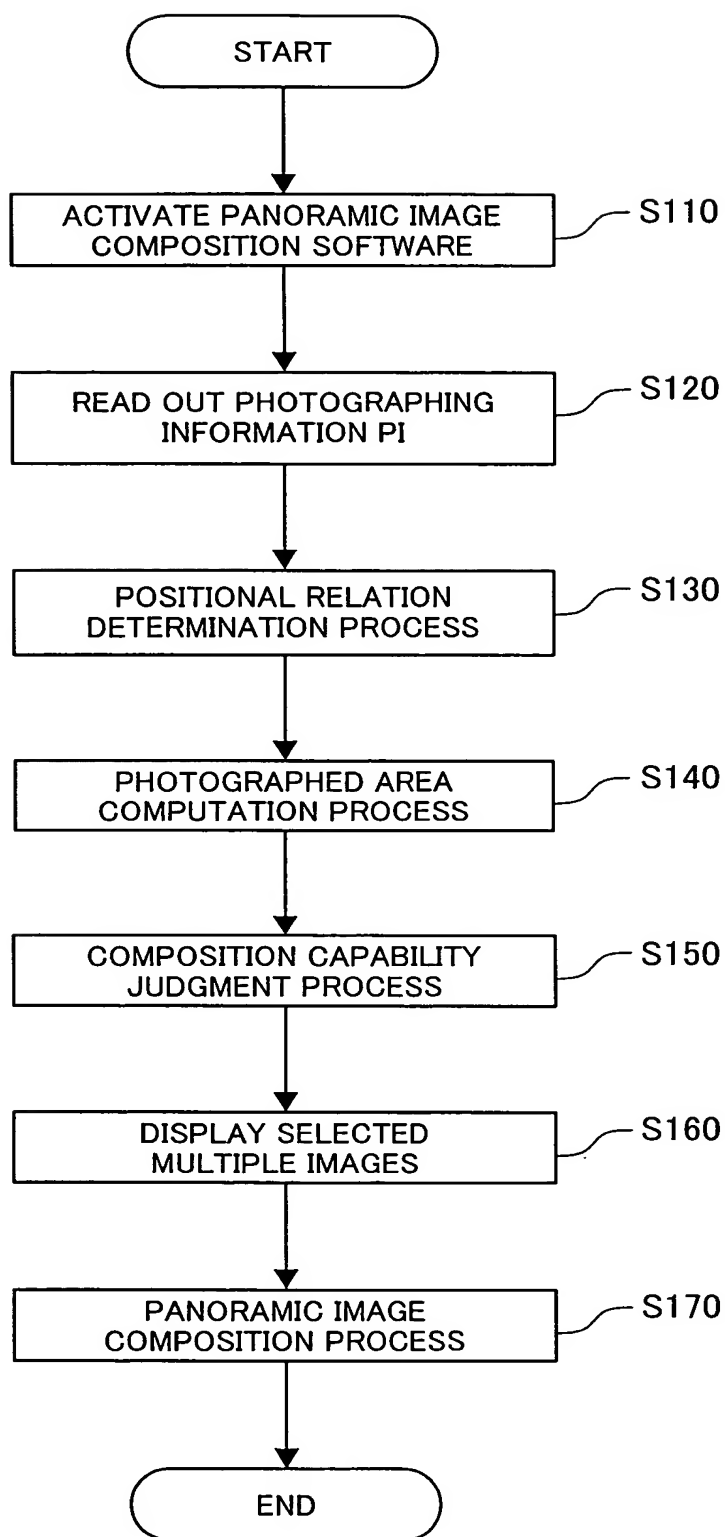 START
ACTIVATE PANORAMIC IMAGE
COMPOSITION SOFTWARE
S110
READ OUT PHOTOGRAPHING
INFORMATION PI
S120
POSITIONAL RELATION
DETERMINATION PROCESS
S130
PHOTOGRAPHED AREA
COMPUTATION PROCESS
S140
COMPOSITION CAPABILITY
JUDGMENT PROCESS
S150
DISPLAY SELECTED
MULTIPLE IMAGES
S160
PANORAMIC IMAGE
COMPOSITION PROCESS
S170
END